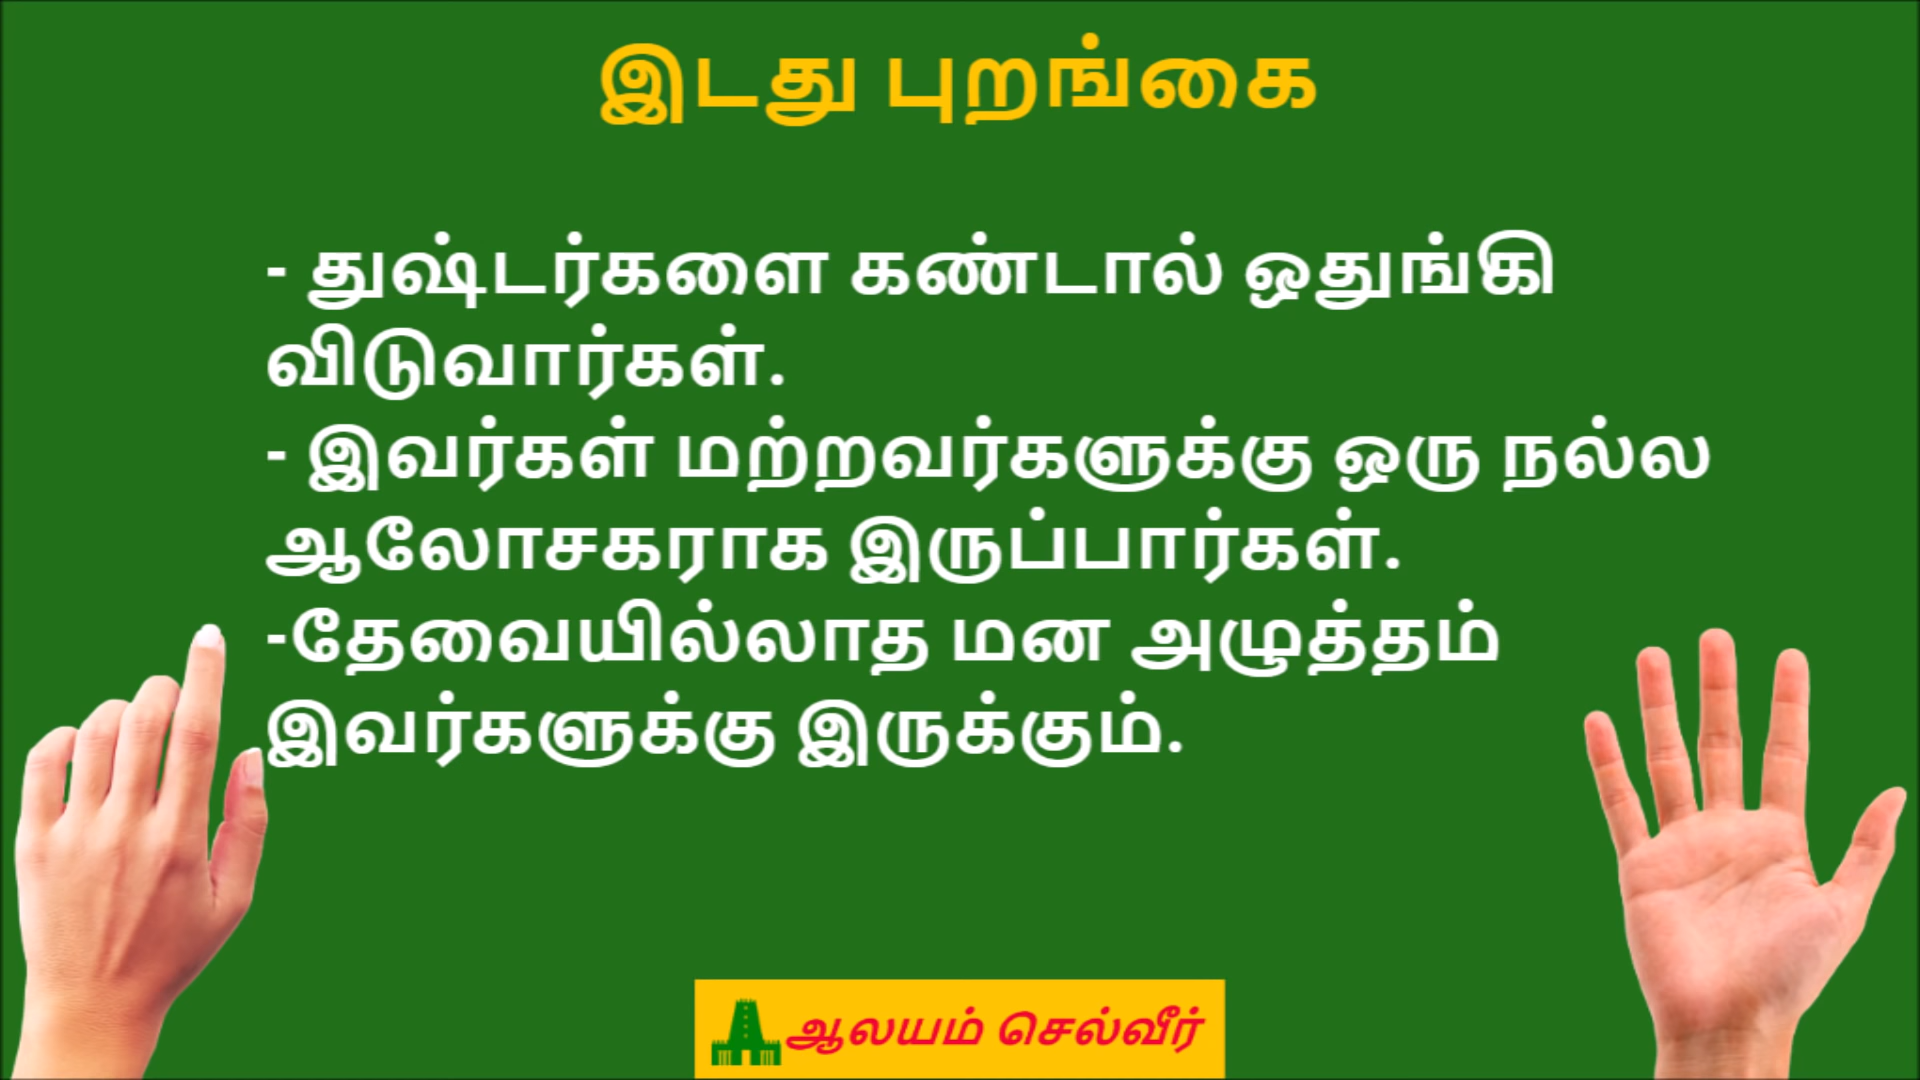 இடது புறங்கை
- துஷ்டர்களை கண்டால் ஒதுங்கி
விடுவார்கள்.
- இவர்கள் மற்றவர்களுக்கு ஒரு நல்ல
ஆலோசகராக இருப்பார்கள்.
-தேவையில்லாத மன அழுத்தம்
இவர்களுக்கு இருக்கும்.
ஆலயம் செல்வீர்